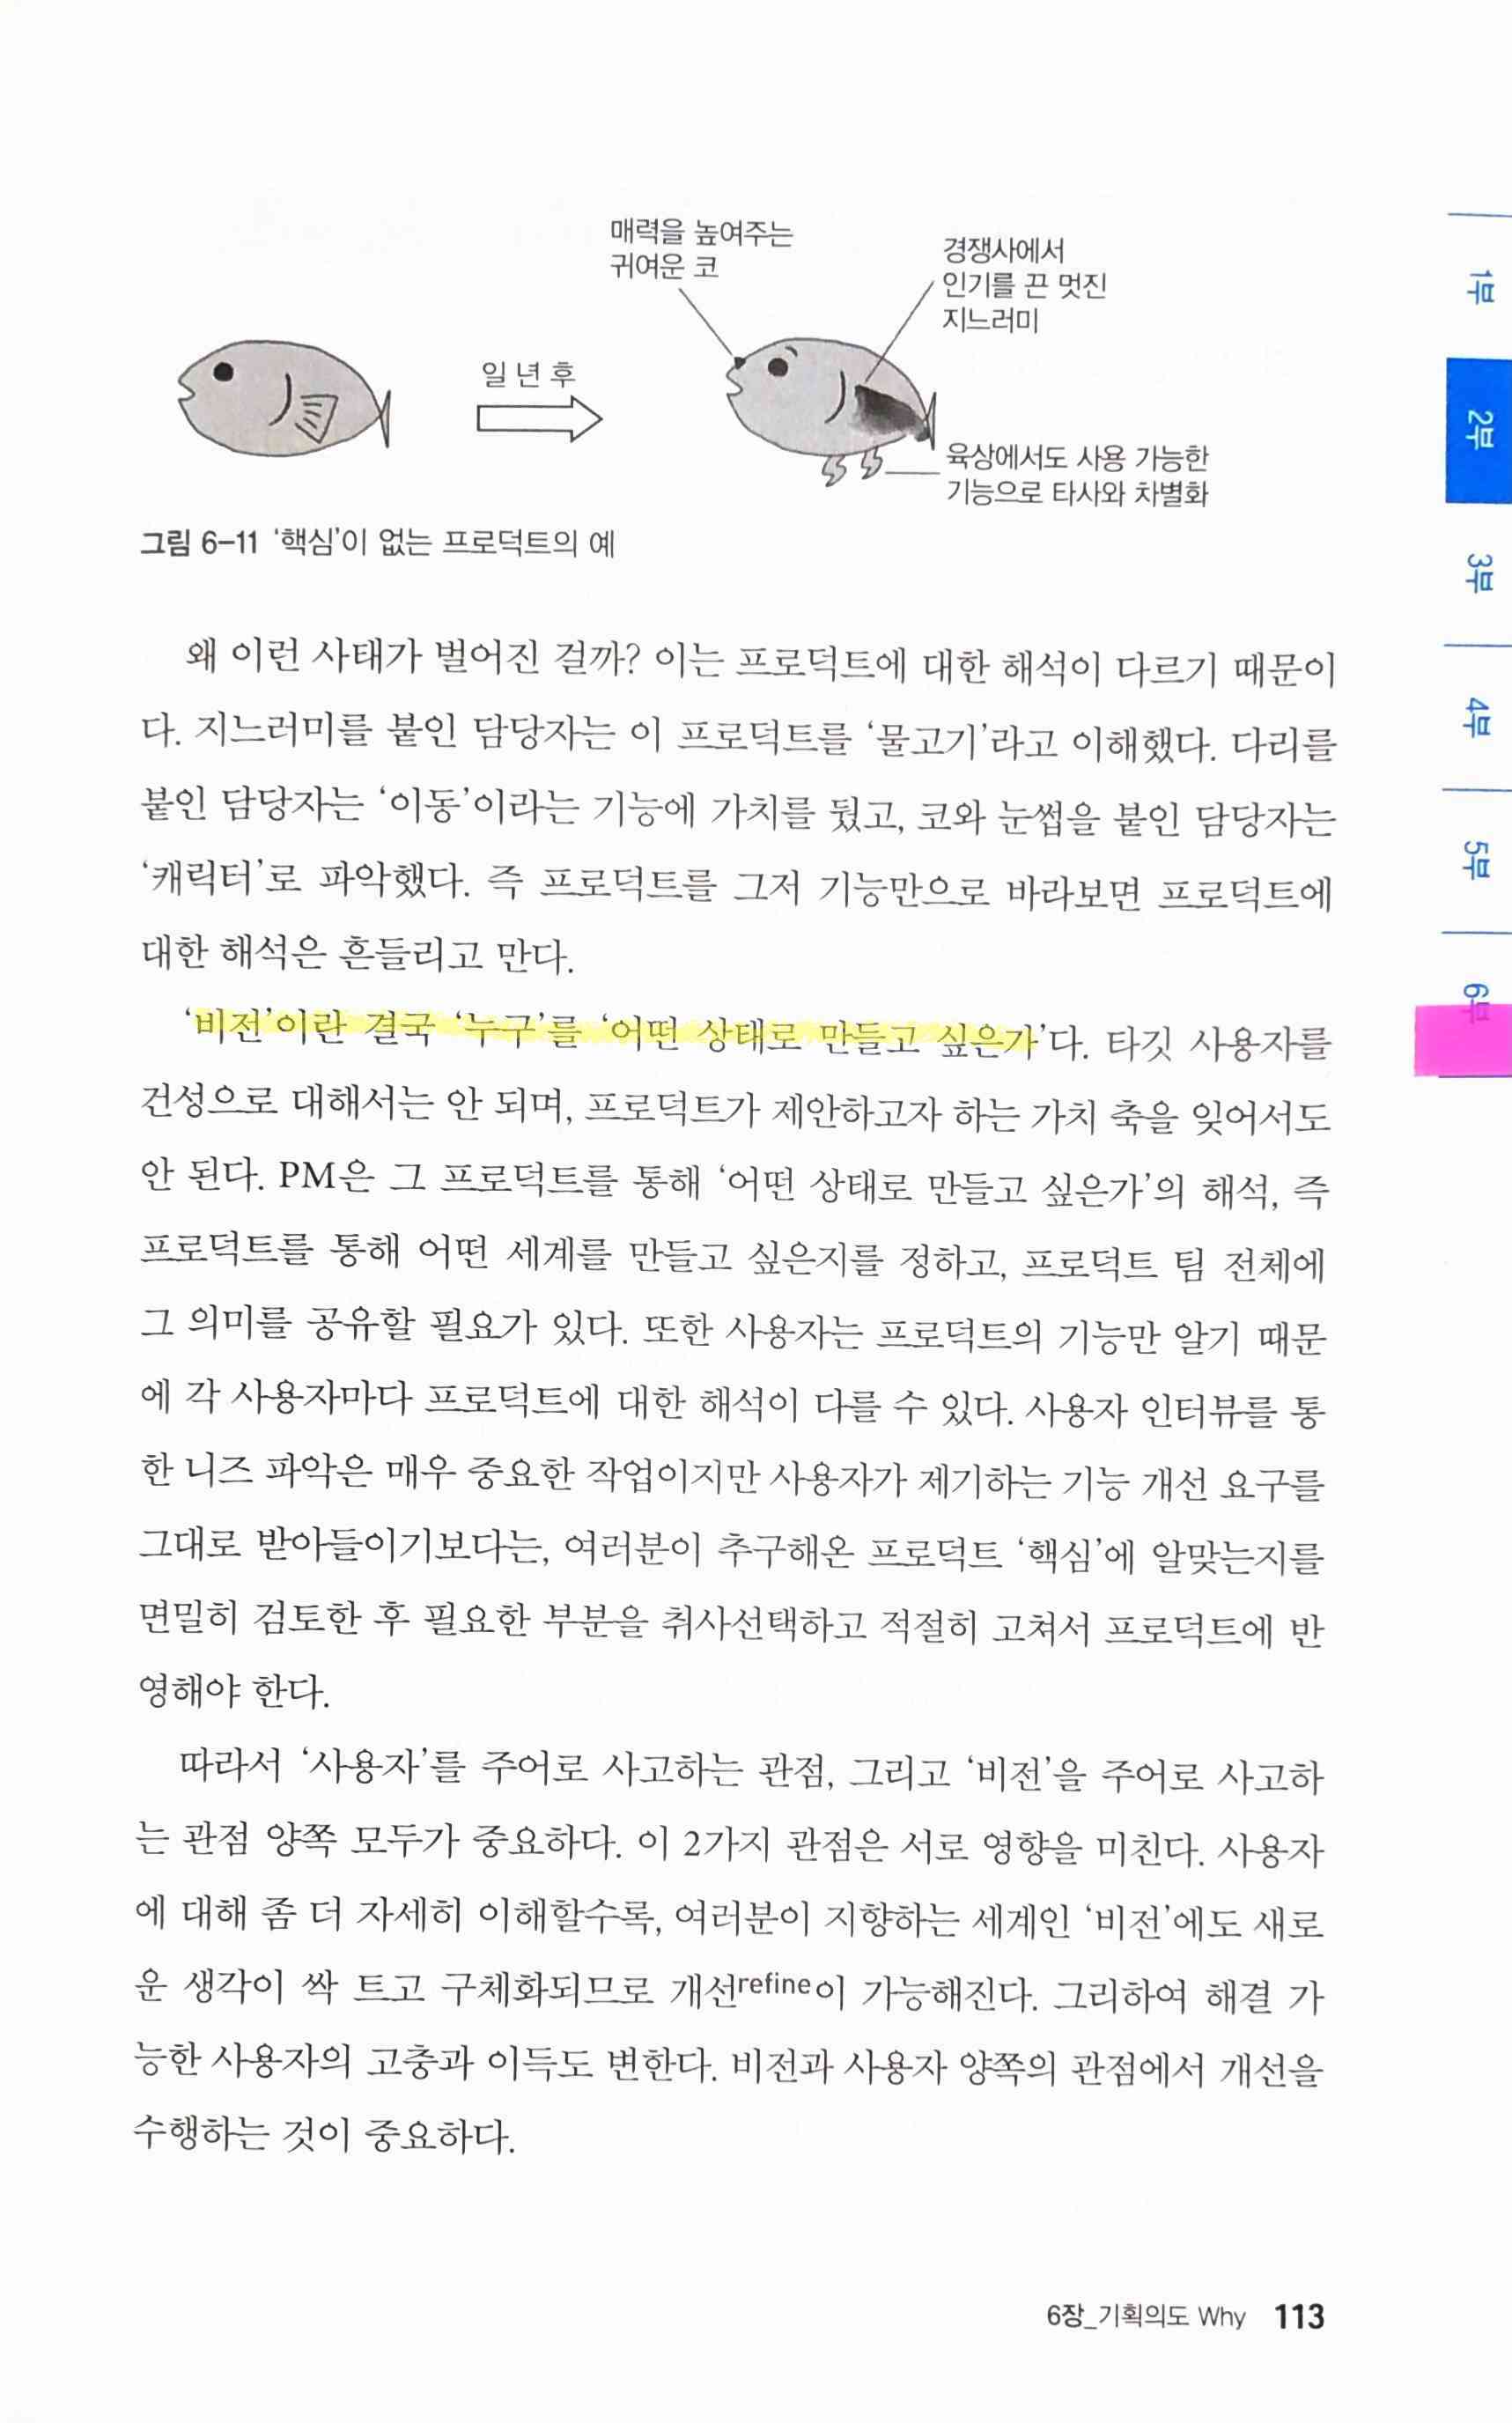 매력을 높여주는
귀여운 코
경쟁사에서
인기를 끈 멋진
지느러미
일 년 후
육상에서도 사용 가능한
기능으로 타사와 차별화
그림 6-11 '핵심'이 없는 프로덕트의 예
왜 이런 사태가 벌어진 걸까? 이는 프로덕트에 대한 해석이 다르기 때문이
다. 지느러미를 붙인 담당자는 이 프로덕트를 '물고기'라고 이해했다. 다리를
붙인 담당자는 '이동'이라는 기능에 가치를 뒀고, 코와 눈썹을 붙인 담당자는
'캐릭터'로 파악했다. 즉 프로덕트를 그저 기능만으로 바라보면 프로덕트에
대한 해석은 흔들리고 만다.
'비전'이란 결국 '누구'를 '어떤 상태로 만들고 싶은가'다. 타깃 사용자를
건성으로 대해서는 안 되며, 프로덕트가 제안하고자 하는 가치 축을 잊어서도
안 된다. PM은 그 프로덕트를 통해 '어떤 상태로 만들고 싶은가'의 해석, 즉
프로덕트를 통해 어떤 세계를 만들고 싶은지를 정하고, 프로덕트 팀 전체에
그 의미를 공유할 필요가 있다. 또한 사용자는 프로덕트의 기능만 알기 때문
에 각 사용자마다 프로덕트에 대한 해석이 다를 수 있다. 사용자 인터뷰를 통
한 니즈 파악은 매우 중요한 작업이지만 사용자가 제기하는 기능 개선 요구를
그대로 받아들이기보다는, 여러분이 추구해온 프로덕트 '핵심'에 알맞는지를
면밀히 검토한 후 필요한 부분을 취사선택하고 적절히 고쳐서 프로덕트에 반
영해야 한다.
따라서 '사용자'를 주어로 사고하는 관점, 그리고 '비전'을 주어로 사고하
는 관점 양쪽 모두가 중요하다. 이 2가지 관점은 서로 영향을 미친다. 사용자
에 대해 좀 더 자세히 이해할수록, 여러분이 지향하는 세계인 '비전'에도 새로
운 생각이 싹 트고 구체화되므로 개선refine이 가능해진다. 그리하여 해결 가
능한 사용자의 고충과 이득도 변한다. 비전과 사용자 양쪽의 관점에서 개선을
수행하는 것이 중요하다.
1부
2부
3부
4부
5부
6부
6장_기획의도 Why 113